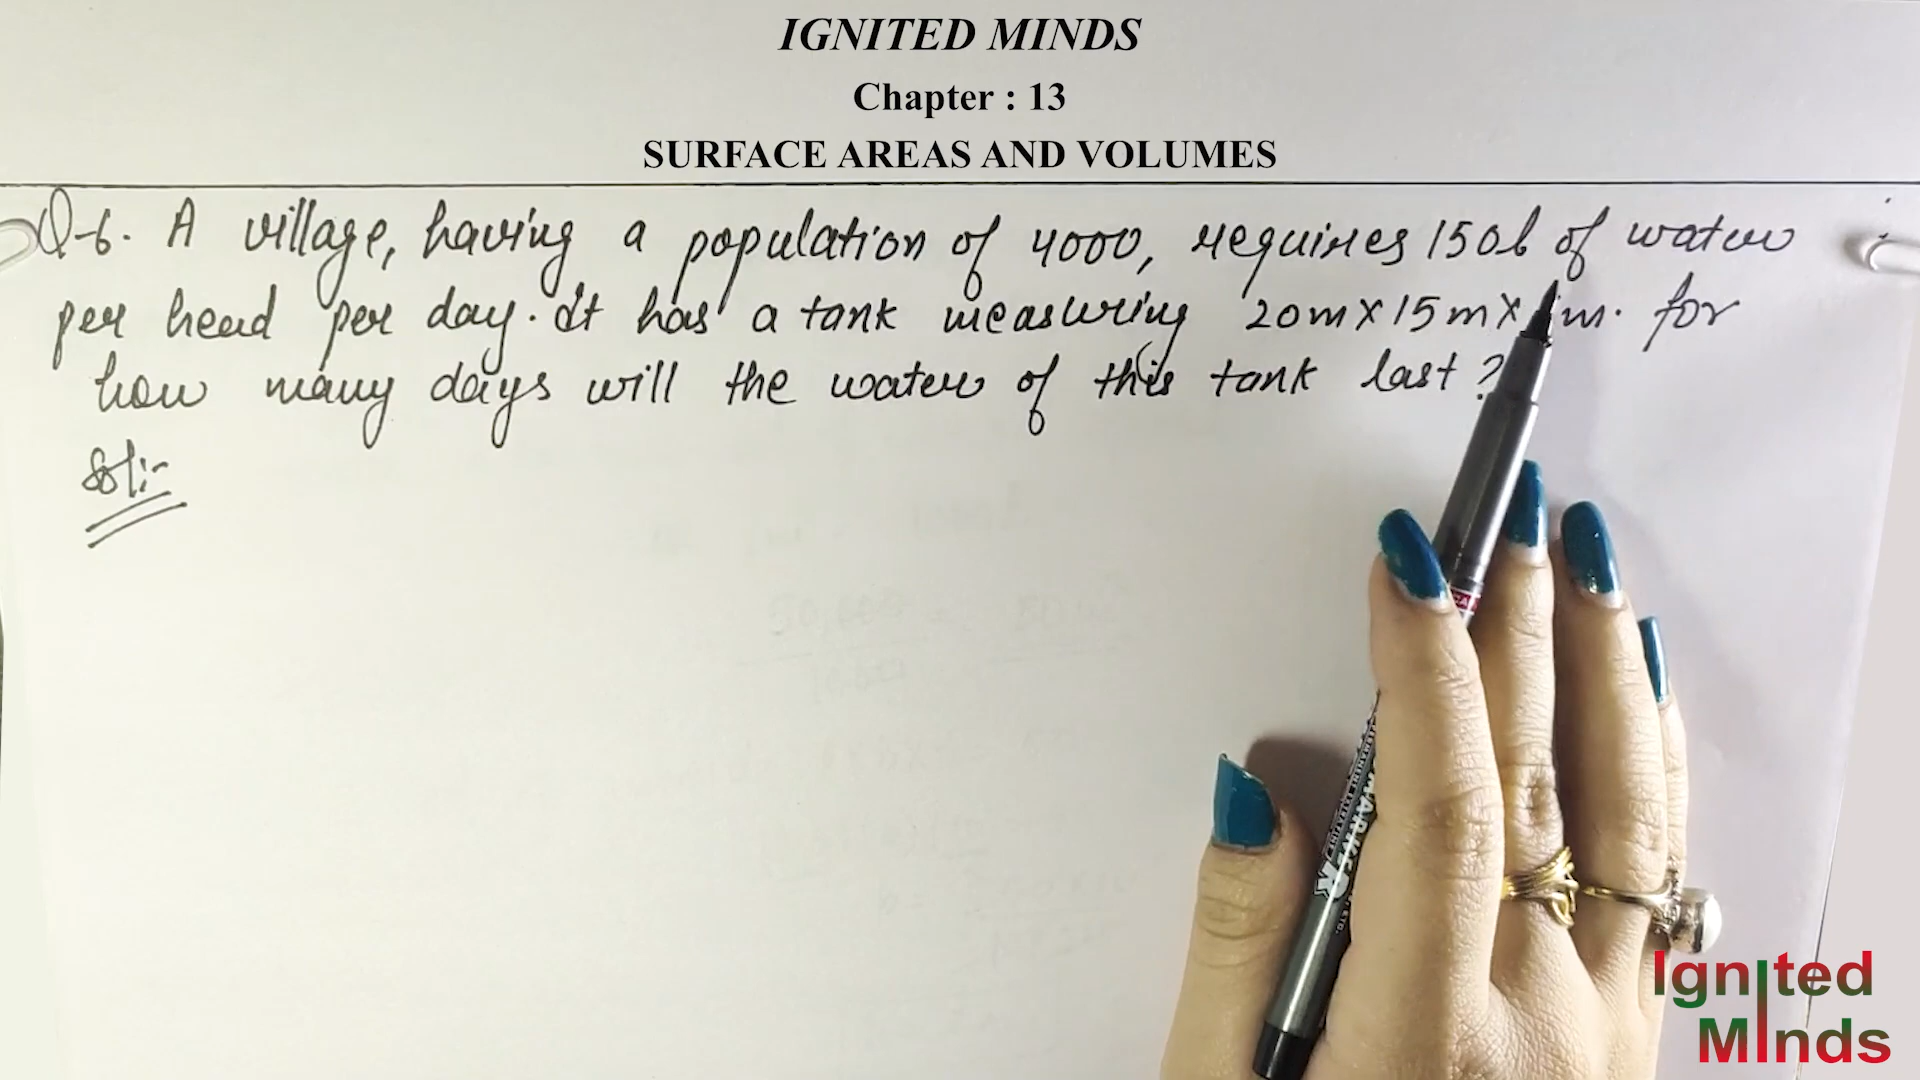 IGNITED MINDS
Chapter : 13
SURFACE AREAS AND VOLUMES
Q-6. A village, having a population of 4000, requires 150l of water
per head per day. It has a tank measuring 20m×15m× m. for
how many days will the water of this tank last?
Sol:-
MARKER
Ignited
Minds